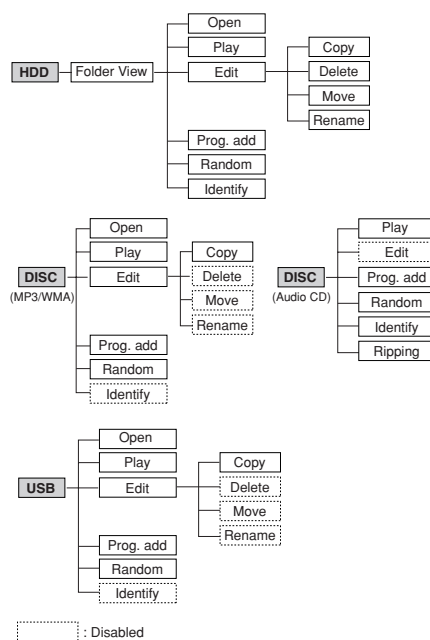 Open
Play
Copy
HDD
Folder View
Edit
Delete
Move
Rename
Prog. add
Random
Identify
Open
Play
Copy
DISC
(MP3/WMA)
Edit
Delete
Move
Rename
Prog. add
Random
Identify
Play
Edit
DISC
(Audio CD)
Prog. add
Random
Identify
Ripping
Open
Play
Copy
USB
Edit
Delete
Move
Rename
Prog. add
Random
Identify
: Disabled